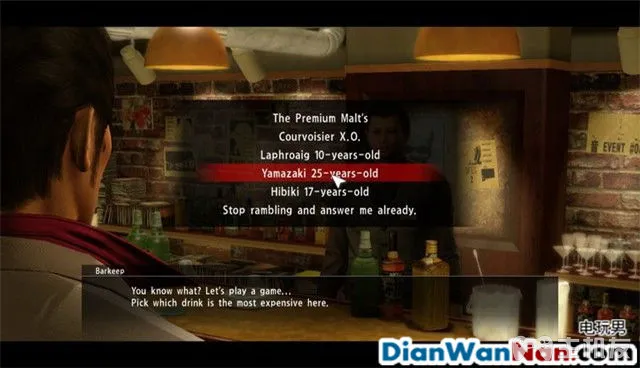 The Premium Malt's
Courvoisier X.O.
Laphroaig 10-years-old
Yamazaki 25-years-old
Hibiki 17-years-old
Stop rambling and answer me already.
EVENT
Barkeep
You know what? Let's play a game...
Pick which drink is the most expensive here.
电玩男
DianWanNan.com